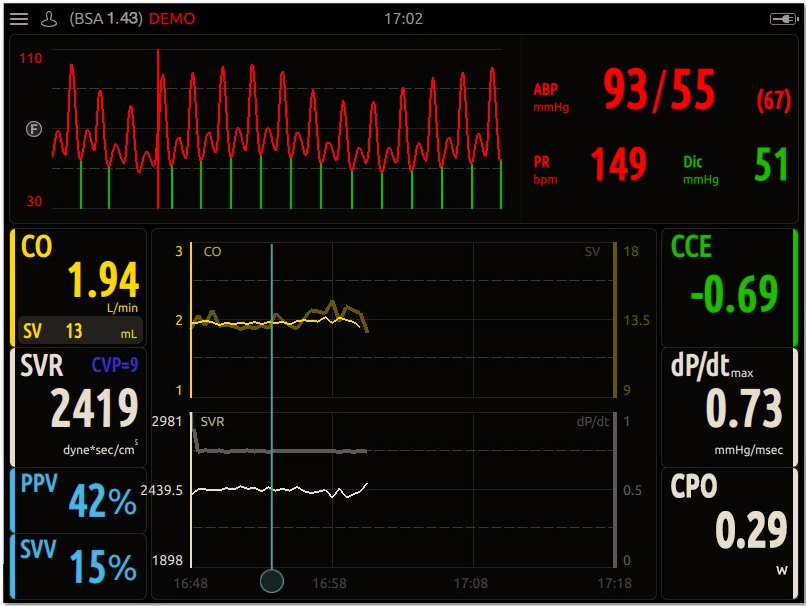 (BSA 1.43) DEMO 17:02
110
30
F
ABP mmHg 93/55 (67)
PR bpm 149 Dic mmHg 51
CO
1.94
L/min
SV 13 mL
SVR CVP=9
2419
dyne*sec/cm5
PPV 42%
SVV 15%
3 CO SV 18
2 13.5
1 9
2981 SVR dP/dt 1
2439.5 0.5
1898 0
16:48 16:58 17:08 17:18
CCE
-0.69
dP/dtmax
0.73
mmHg/msec
CPO
0.29
W